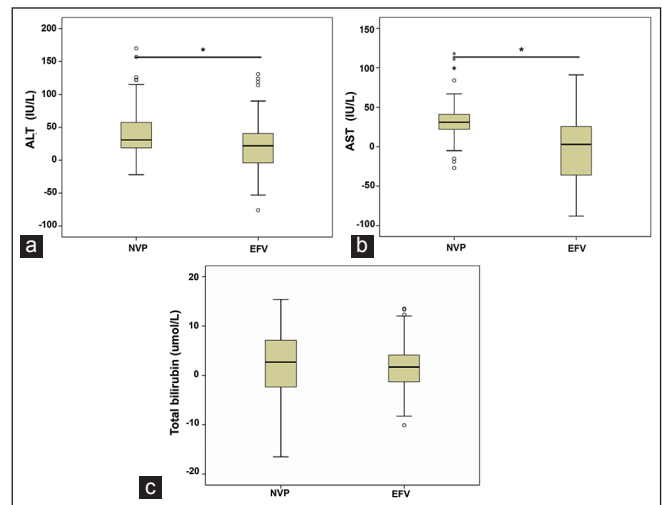 200
150
100
50
0
-50
-100
ALT (IU/L)
*
NVP
EFV
a
150
100
50
0
-50
-100
AST (IU/L)
*
NVP
EFV
b
20
10
0
-10
-20
Total bilirubin (umol/L)
NVP
EFV
c